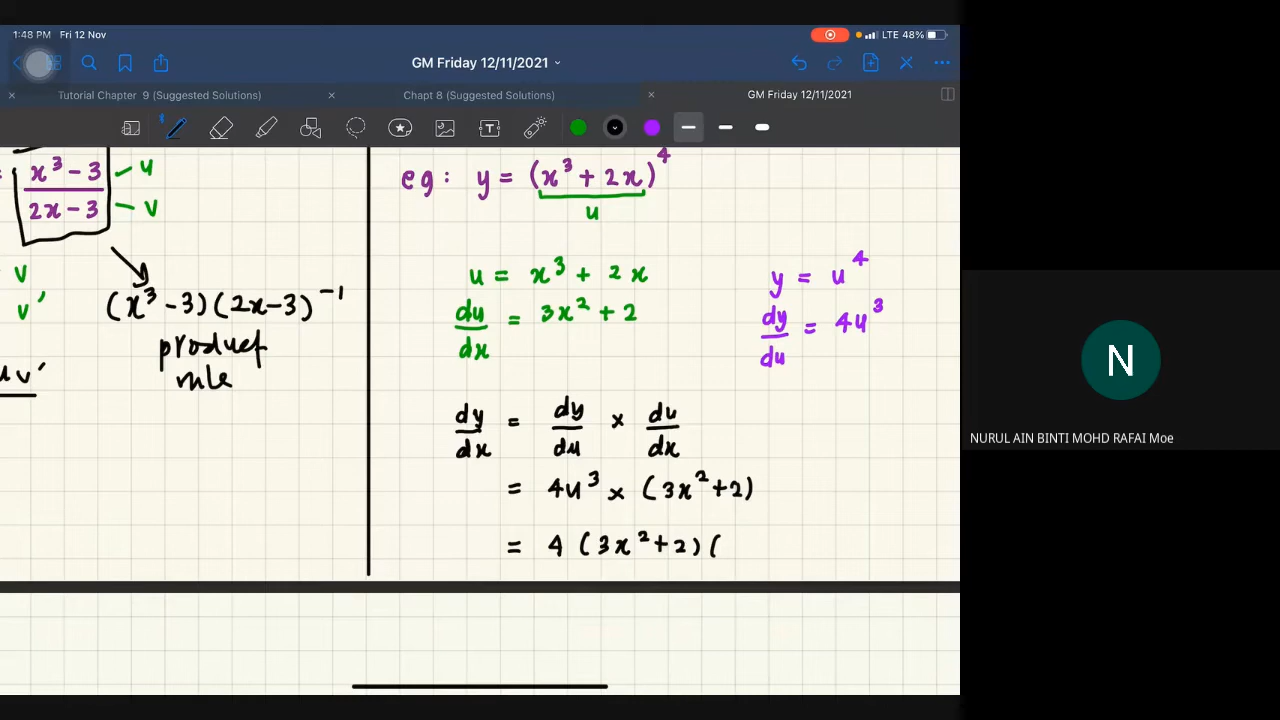 1:48 PM Fri 12 Nov
LTE 48%
GM Friday 12/11/2021
Tutorial Chapter 9 (Suggested Solutions)
Chapt 8 (Suggested Solutions)
GM Friday 12/11/2021
= x³ - 3 – u
2x - 3 – v
v
v'
(x³ - 3)(2x - 3)⁻¹
product
rule
uv'
eg: y = (x³ + 2x)⁴
u
u = x³ + 2x
du/dx = 3x² + 2
y = u⁴
dy/du = 4u³
dy/dx = dy/du × du/dx
= 4u³ × (3x² + 2)
= 4 (3x² + 2) (
N
NURUL AIN BINTI MOHD RAFAI Moe